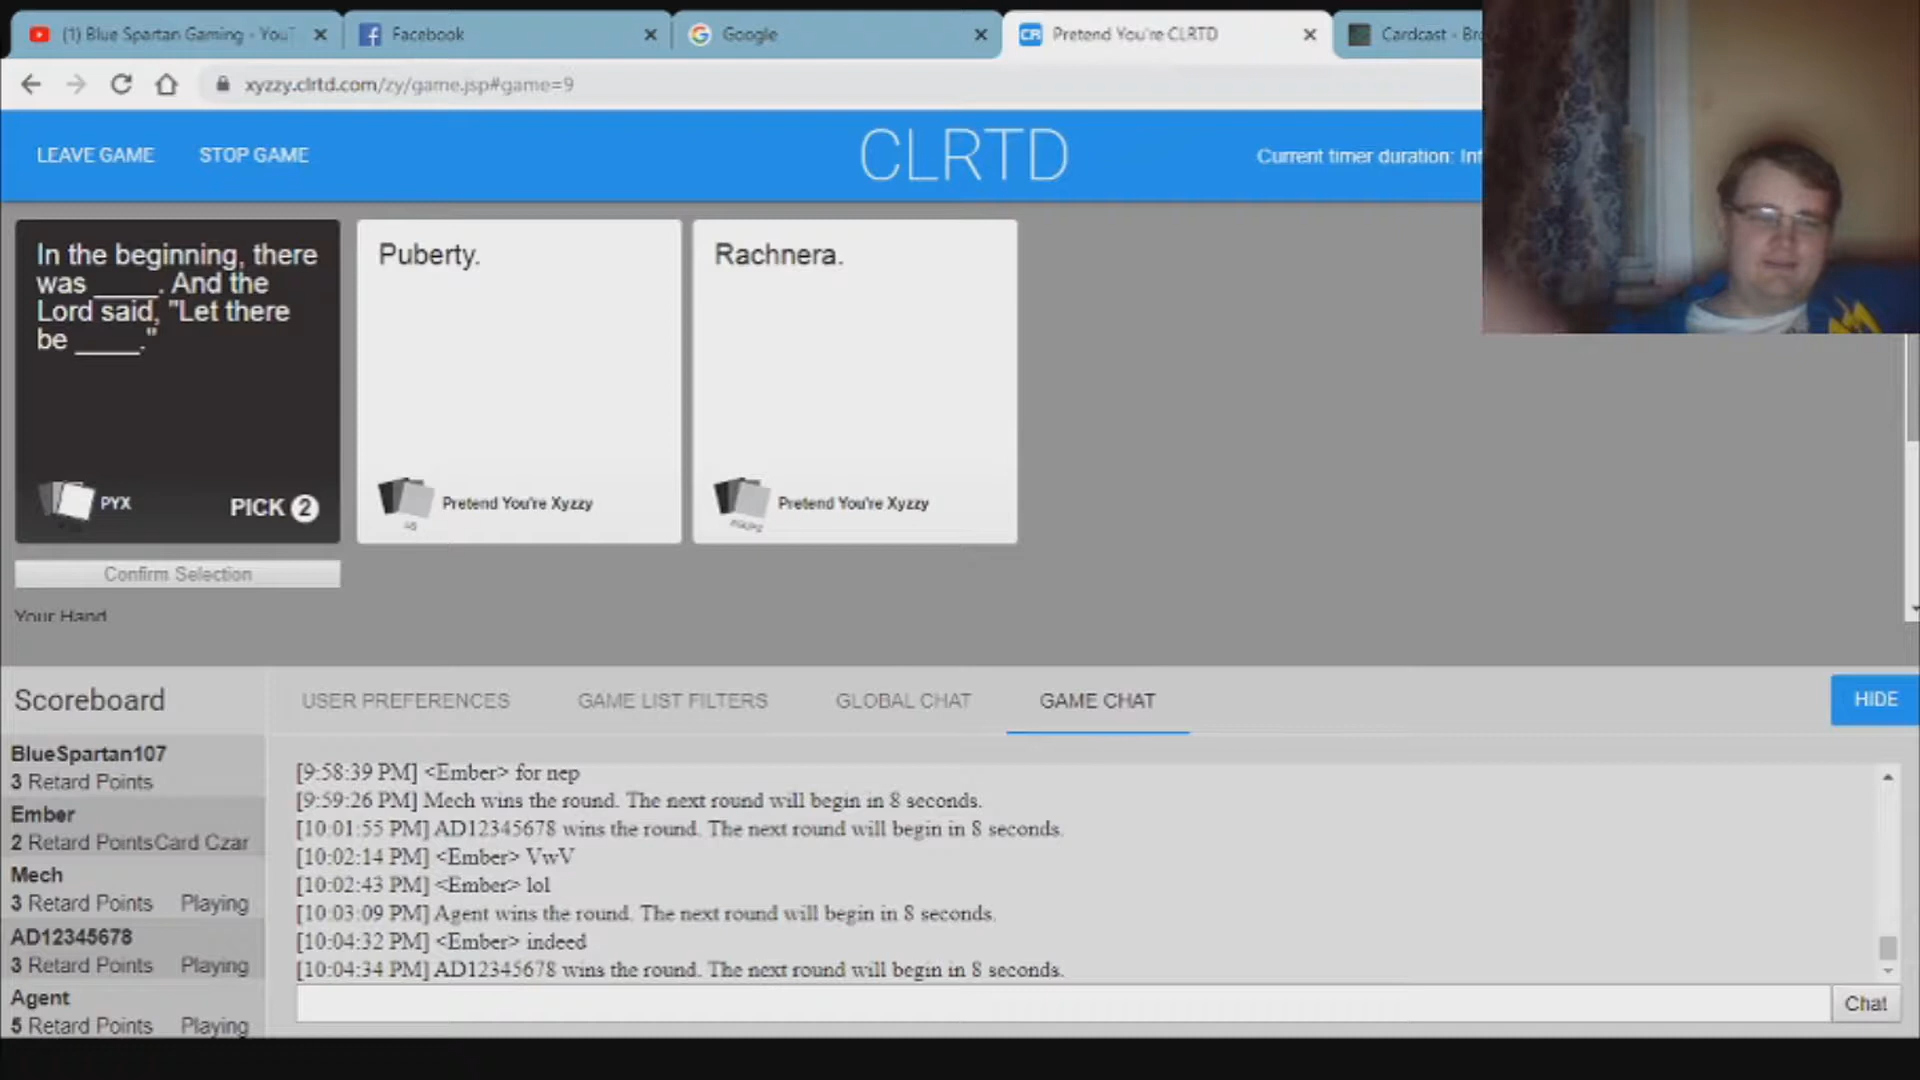 (1) Blue Spartan Gaming - YouT
Facebook
Google
CR Pretend You're CLRTD
Cardcast - Bro
xyzzy.clrtd.com/zy/game.jsp#game=9
LEAVE GAME
STOP GAME
CLRTD
Current timer duration: Inf
In the beginning, there
was ____. And the
Lord said, "Let there
be ____."
PYX
PICK 2
Puberty.
Pretend You're Xyzzy
Rachnera.
Pretend You're Xyzzy
Confirm Selection
Your Hand
Scoreboard
USER PREFERENCES
GAME LIST FILTERS
GLOBAL CHAT
GAME CHAT
HIDE
BlueSpartan107
3 Retard Points
Ember
2 Retard PointsCard Czar
Mech
3 Retard Points Playing
AD12345678
3 Retard Points Playing
Agent
5 Retard Points Playing
[9:58:39 PM] <Ember> for nep
[9:59:26 PM] Mech wins the round. The next round will begin in 8 seconds.
[10:01:55 PM] AD12345678 wins the round. The next round will begin in 8 seconds.
[10:02:14 PM] <Ember> VwV
[10:02:43 PM] <Ember> lol
[10:03:09 PM] Agent wins the round. The next round will begin in 8 seconds.
[10:04:32 PM] <Ember> indeed
[10:04:34 PM] AD12345678 wins the round. The next round will begin in 8 seconds.
Chat